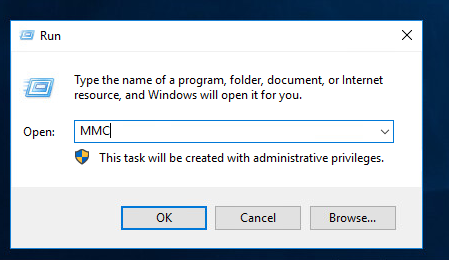 Run
Type the name of a program, folder, document, or Internet
resource, and Windows will open it for you.
Open: MMC
This task will be created with administrative privileges.
OK Cancel Browse...